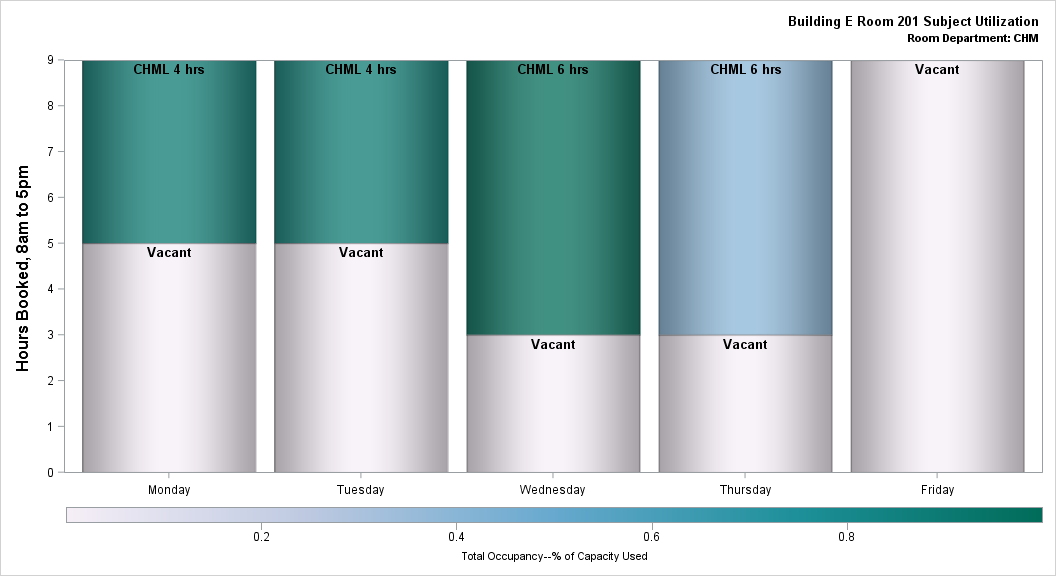 Building E Room 201 Subject Utilization
Room Department: CHM
Hours Booked, 8am to 5pm
9
8
7
6
5
4
3
2
1
0
CHML 4 hrs
CHML 4 hrs
CHML 6 hrs
CHML 6 hrs
Vacant
Vacant
Vacant
Vacant
Vacant
Monday
Tuesday
Wednesday
Thursday
Friday
0.2
0.4
0.6
0.8
Total Occupancy--% of Capacity Used